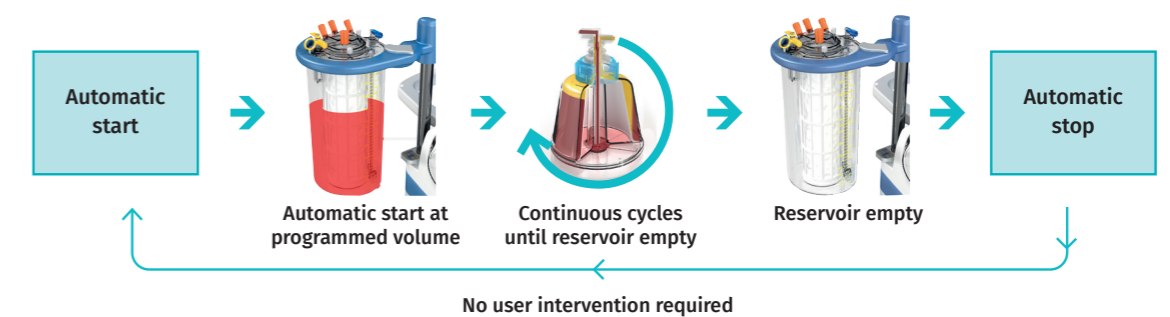 Automatic
start
Automatic start at
programmed volume
Continuous cycles
until reservoir empty
Reservoir empty
Automatic
stop
No user intervention required